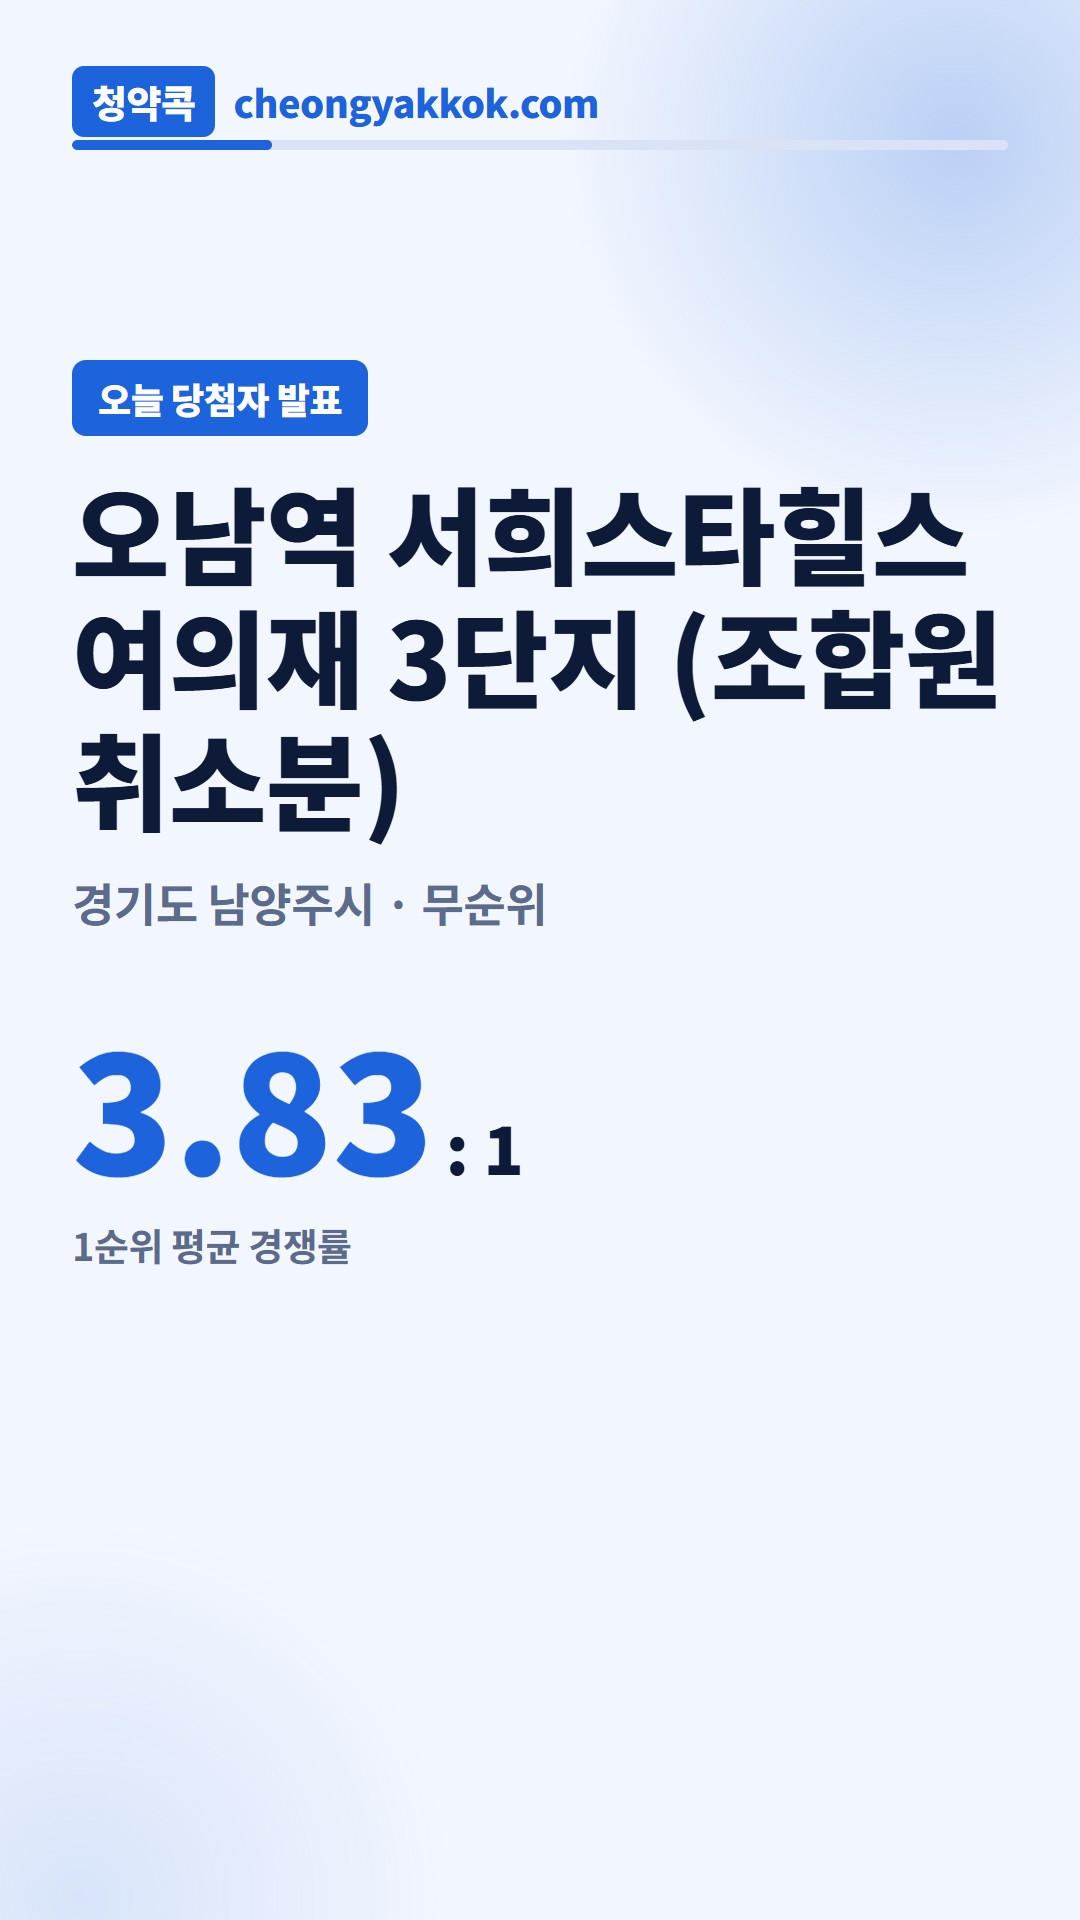 청약콕 cheongyakkok.com
오늘 당첨자 발표
오남역 서희스타힐스
여의재 3단지 (조합원
취소분)
경기도 남양주시 · 무순위
3.83 : 1
1순위 평균 경쟁률